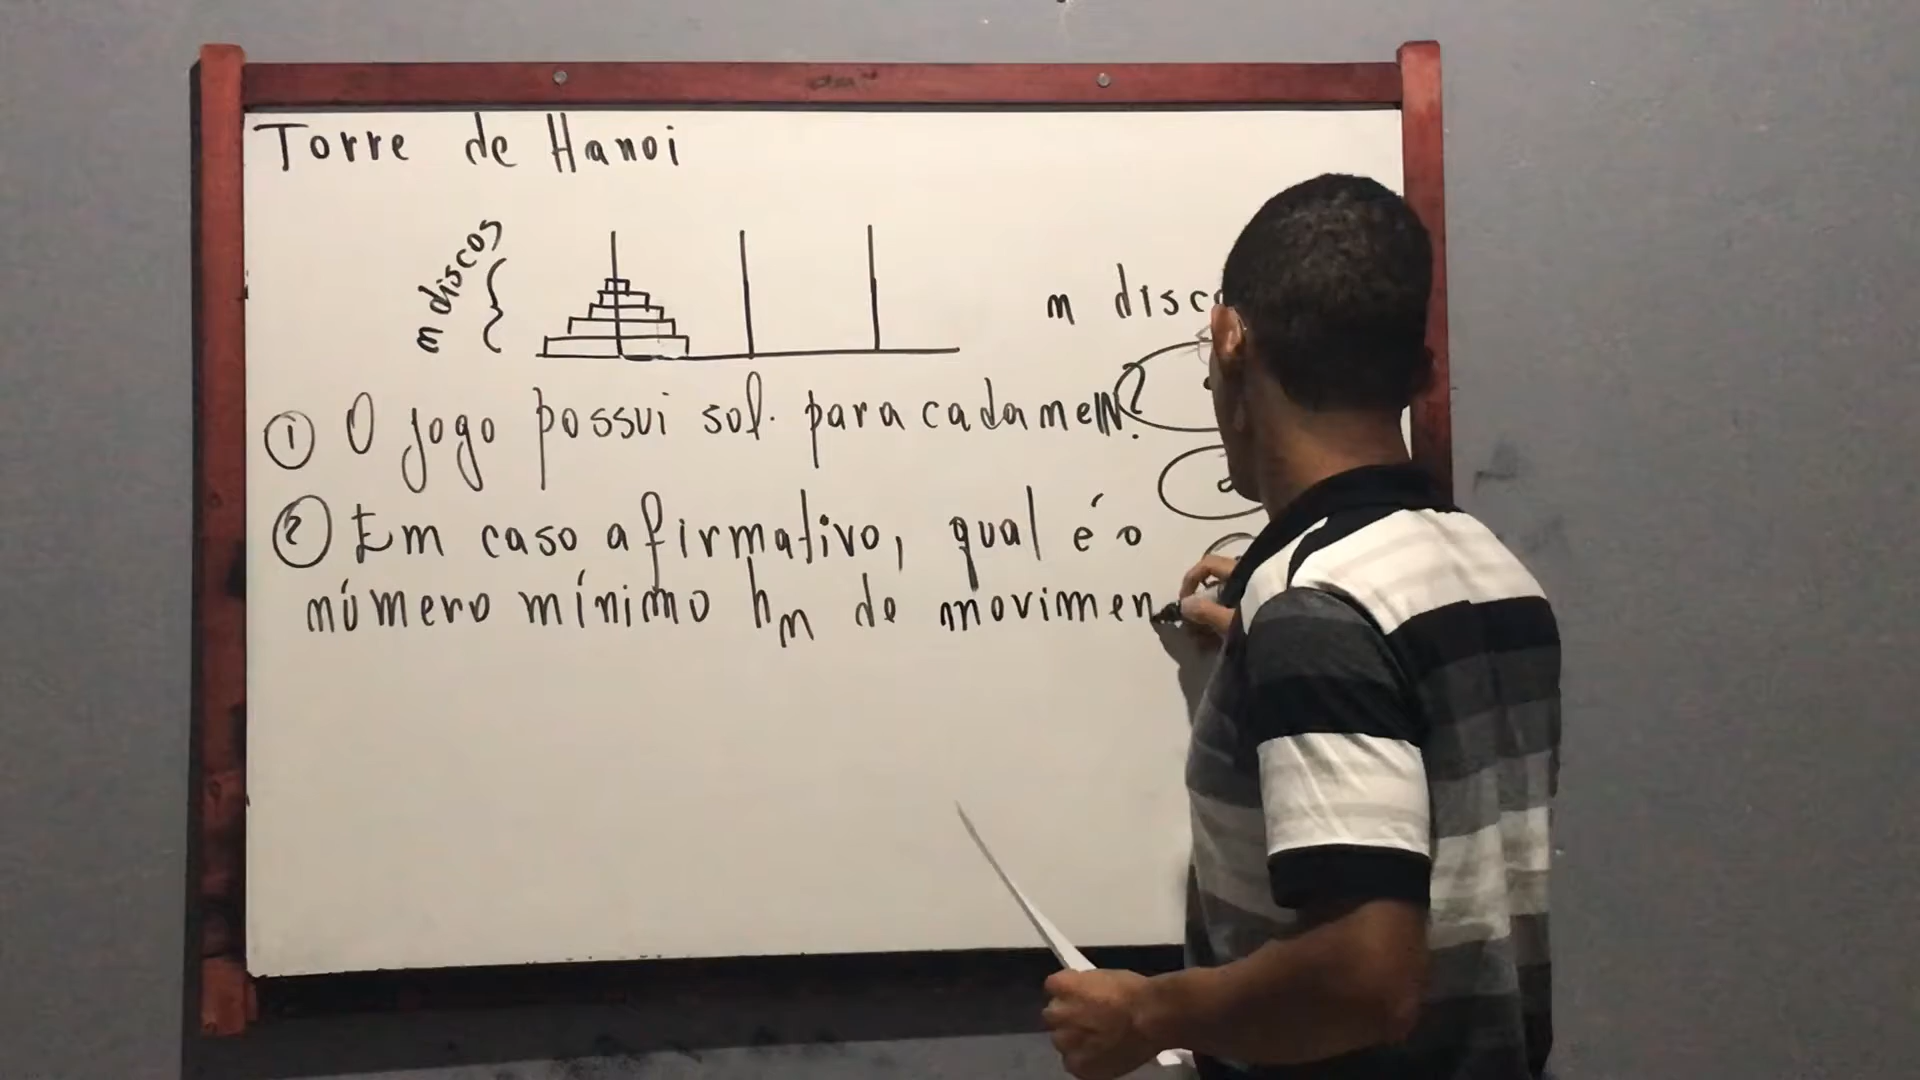 Torre de Hanoi
n discos
n disc
① O jogo possui sol. para cada n e N?
② Em caso afirmativo, qual é o
número mínimo hn de movimen